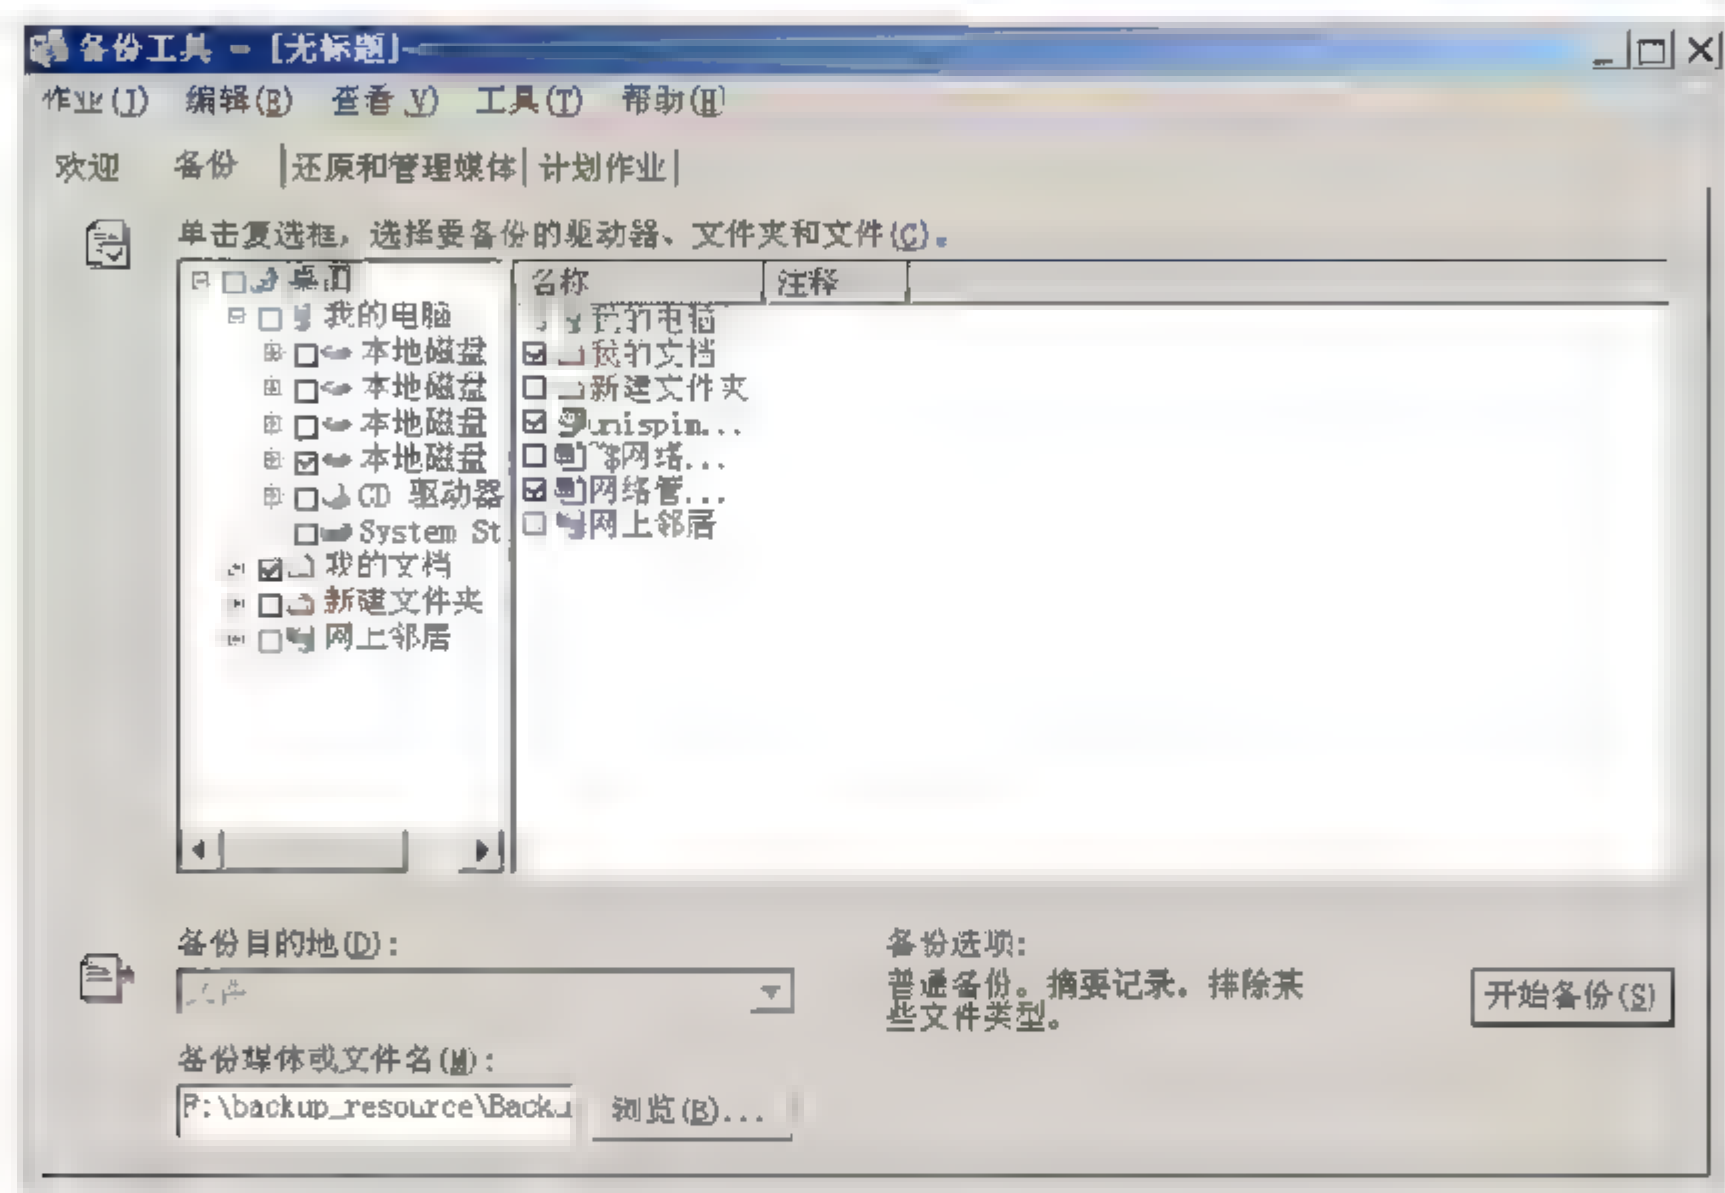 备份工具 - [无标题]
作业(J) 编辑(E) 查看(V) 工具(T) 帮助(H)
欢迎 备份 还原和管理媒体 计划作业
单击复选框，选择要备份的驱动器、文件夹和文件(C)。
桌面
我的电脑
本地磁盘
本地磁盘
本地磁盘
本地磁盘
CD 驱动器
System St
我的文档
新建文件夹
网上邻居
名称 注释
我的电脑
我的文档
新建文件夹
网络...
网络管...
网上邻居
备份目的地(D):
文件
备份媒体或文件名(M):
F:\backup_resource\Backu
浏览(B)...
备份选项:
普通备份。摘要记录。排除某
些文件类型。
开始备份(S)